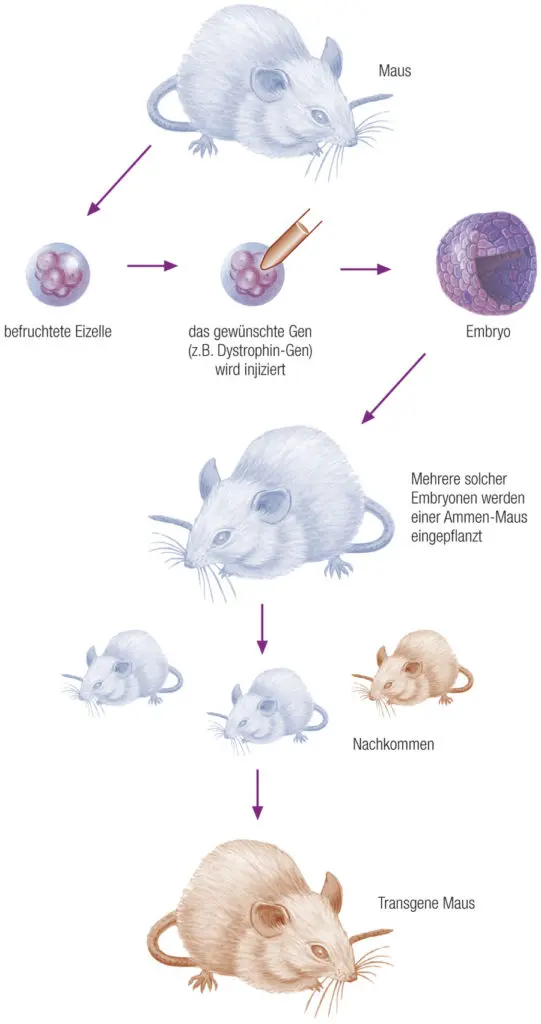 Maus
befruchtete Eizelle
das gewünschte Gen
(z.B. Dystrophin-Gen)
wird injiziert
Embryo
Mehrere solcher
Embryonen werden
einer Ammen-Maus
eingepflanzt
Nachkommen
Transgene Maus